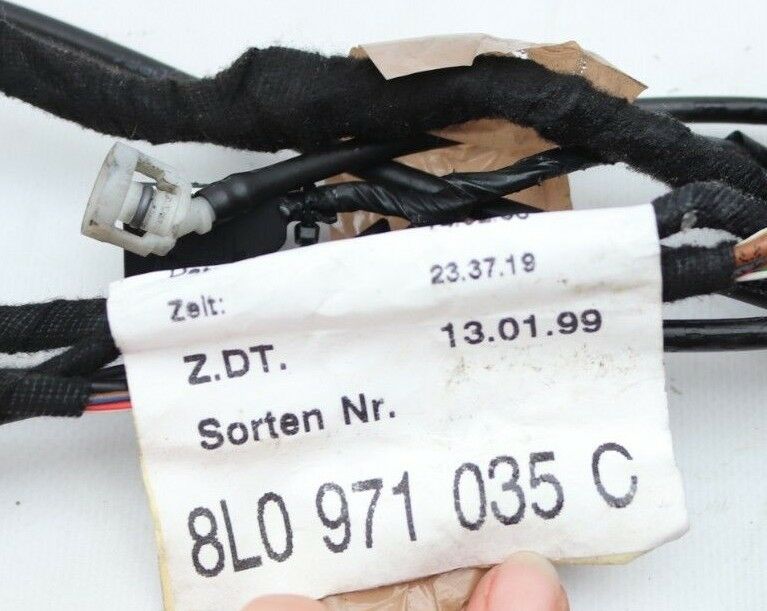 Zeit: 23.37.19
Z.DT. 13.01.99
Sorten Nr.
8L0 971 035 C